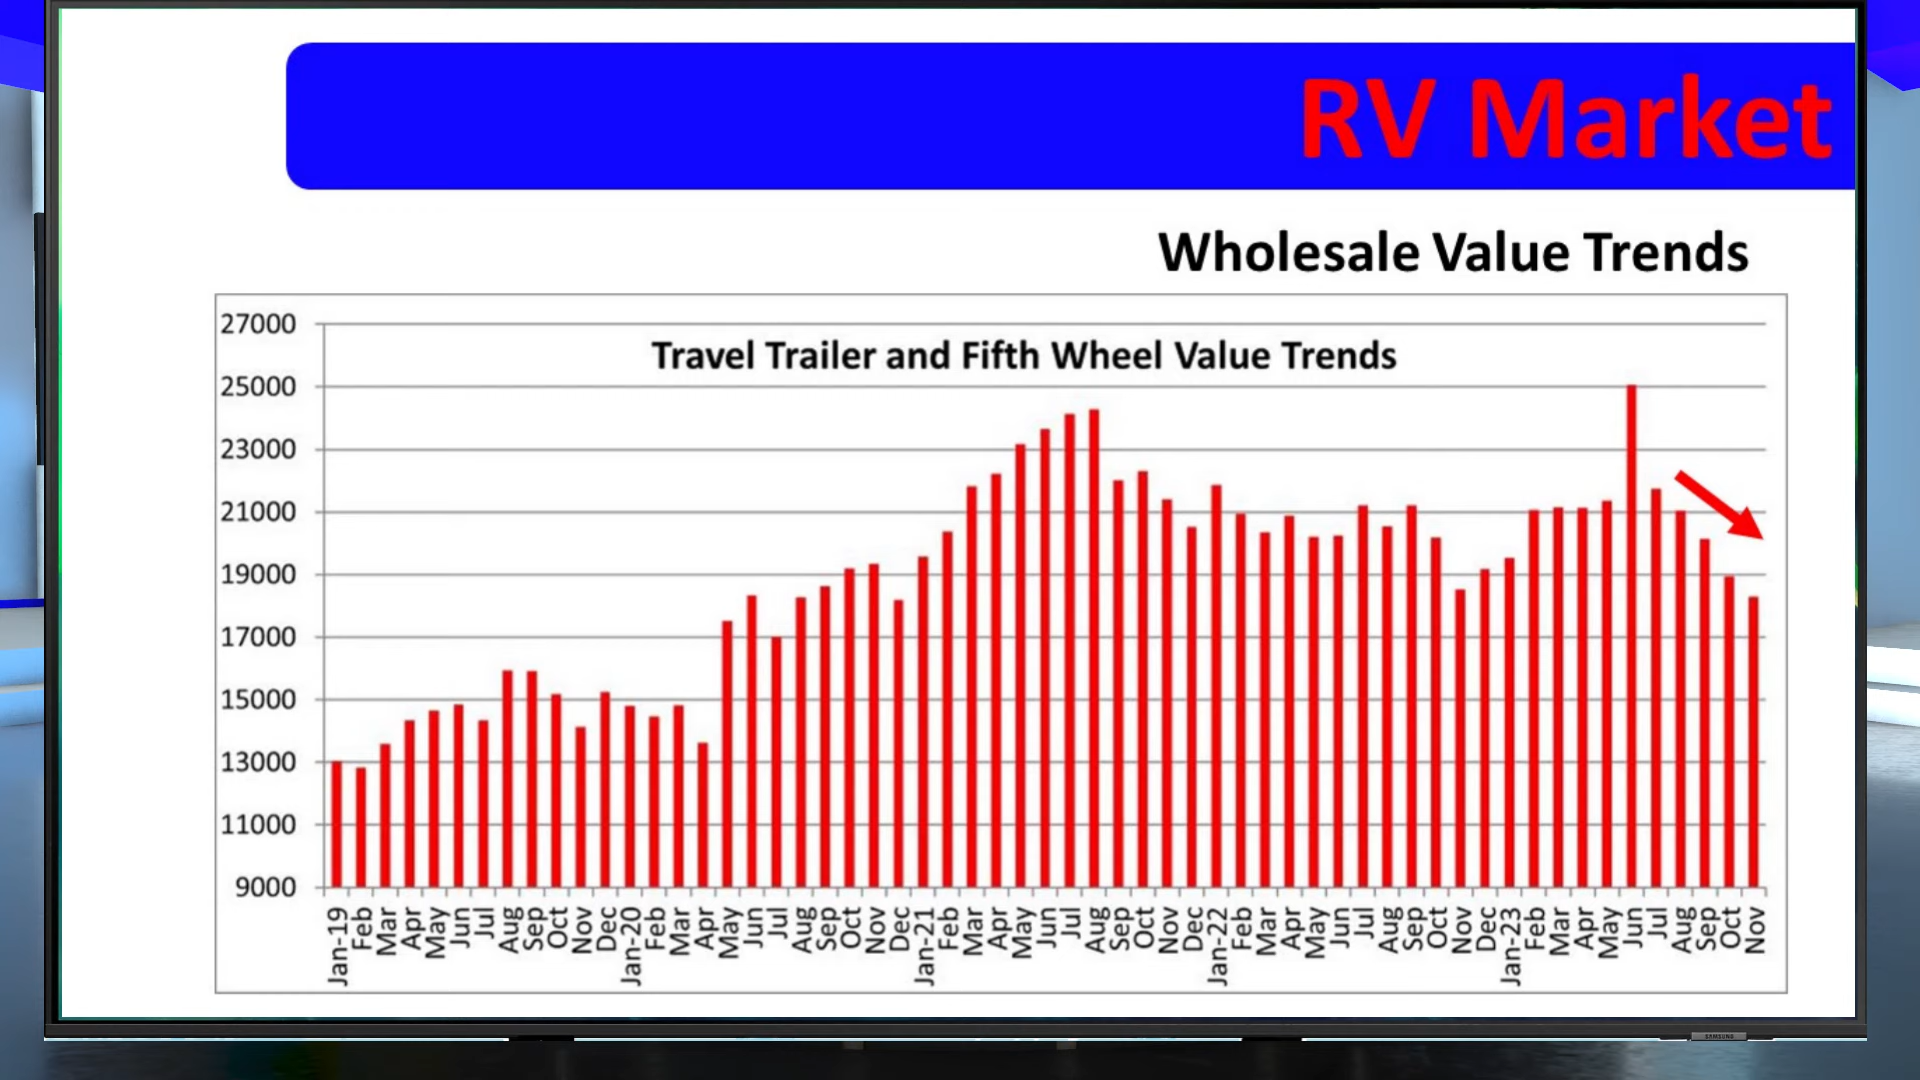 RV Market
Wholesale Value Trends
Travel Trailer and Fifth Wheel Value Trends
27000
25000
23000
21000
19000
17000
15000
13000
11000
9000
Jan-19 Feb Mar Apr May Jun Jul Aug Sep Oct Nov Dec Jan-20 Feb Mar Apr May Jun Jul Aug Sep Oct Nov Dec Jan-21 Feb Mar Apr May Jun Jul Aug Sep Oct Nov Dec Jan-22 Feb Mar Apr May Jun Jul Aug Sep Oct Nov Dec Jan-23 Feb Mar Apr May Jun Jul Aug Sep Oct Nov
SAMSUNG